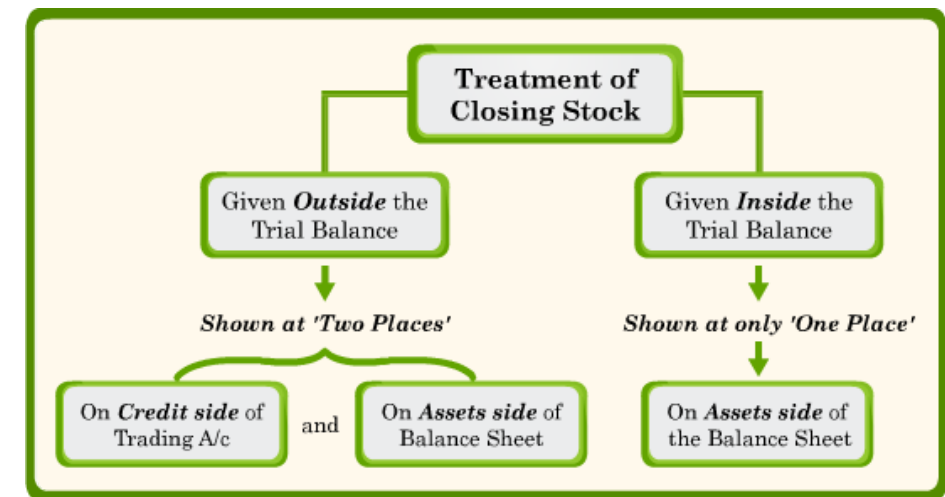 Treatment of
Closing Stock
Given Outside the
Trial Balance
Given Inside the
Trial Balance
Shown at 'Two Places'
Shown at only 'One Place'
On Credit side of
Trading A/c
and
On Assets side of
Balance Sheet
On Assets side of
the Balance Sheet